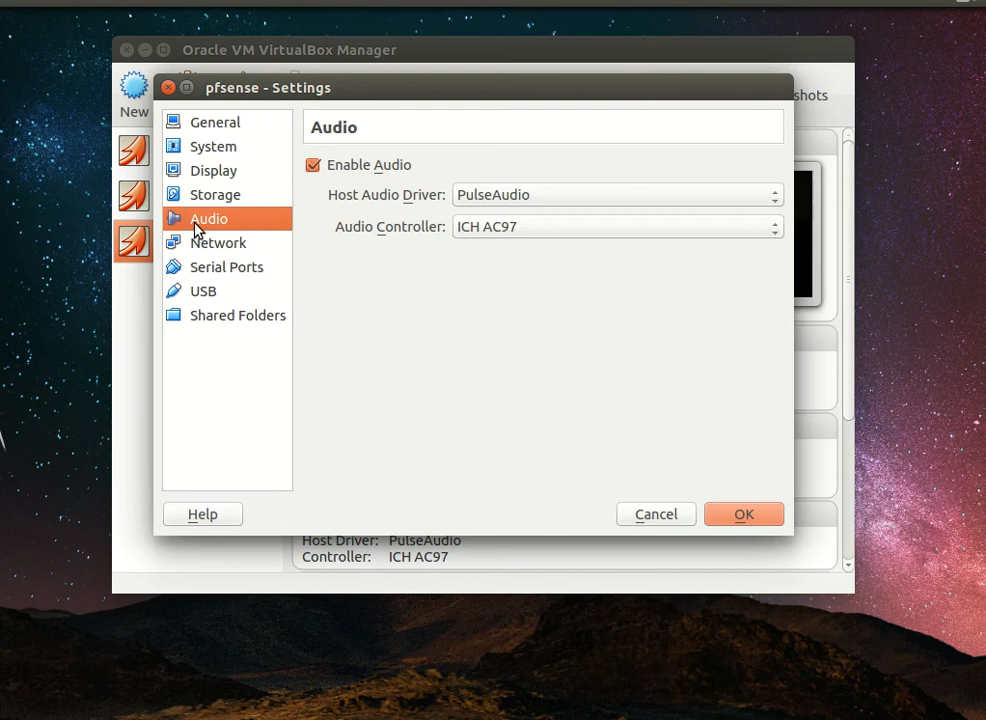 Oracle VM VirtualBox Manager
New
shots
pfsense - Settings
General
System
Display
Storage
Audio
Network
Serial Ports
USB
Shared Folders
Audio
Enable Audio
Host Audio Driver: PulseAudio
Audio Controller: ICH AC97
Help
Cancel
OK
Host Driver: PulseAudio
Controller: ICH AC97